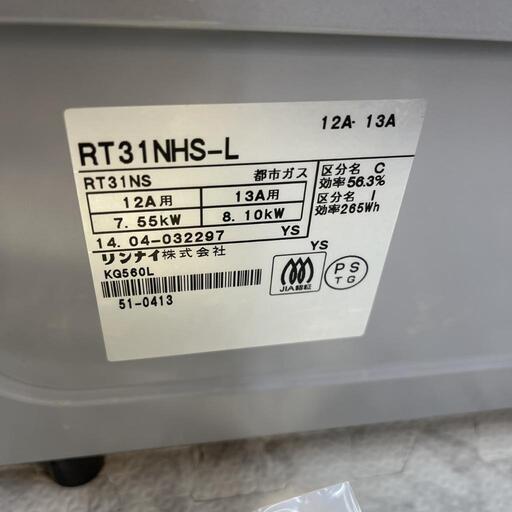 12A・13A
RT31NHS-L
RT31NS 都市ガス
12A用 13A用
7.55kW 8.10kW
区分名 C
効率56.3%
区分名 I
効率265Wh
14.04-032297 YS
リンナイ株式会社 YS
KG560L
51-0413
JIA認証
PS
TG